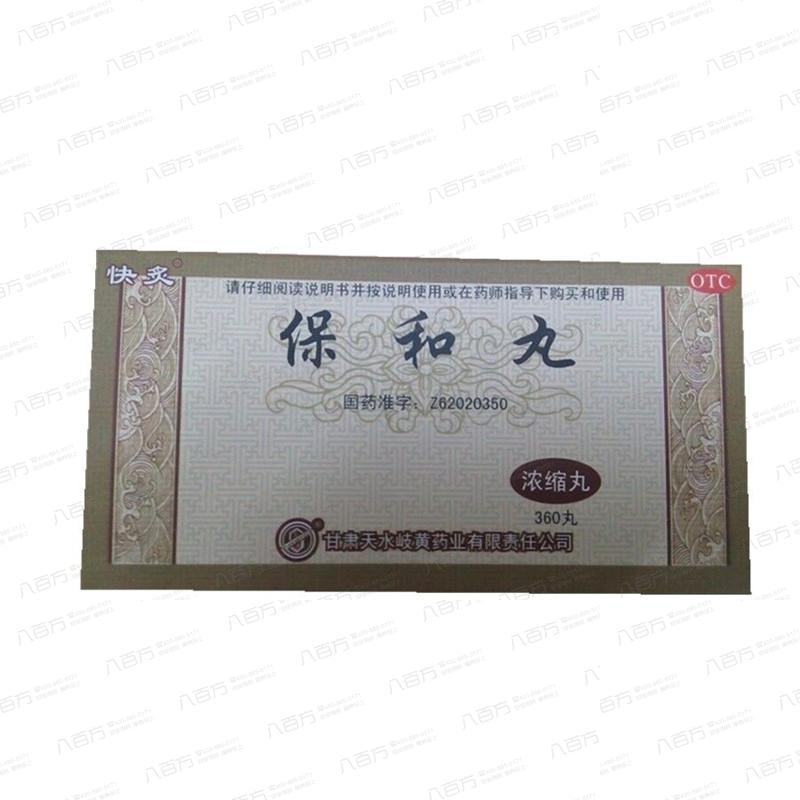 快炙
OTC
请仔细阅读说明书并按说明使用或在药师指导下购买和使用
保和丸
国药准字：Z62020350
浓缩丸
360丸
甘肃天水岐黄药业有限责任公司
八百方